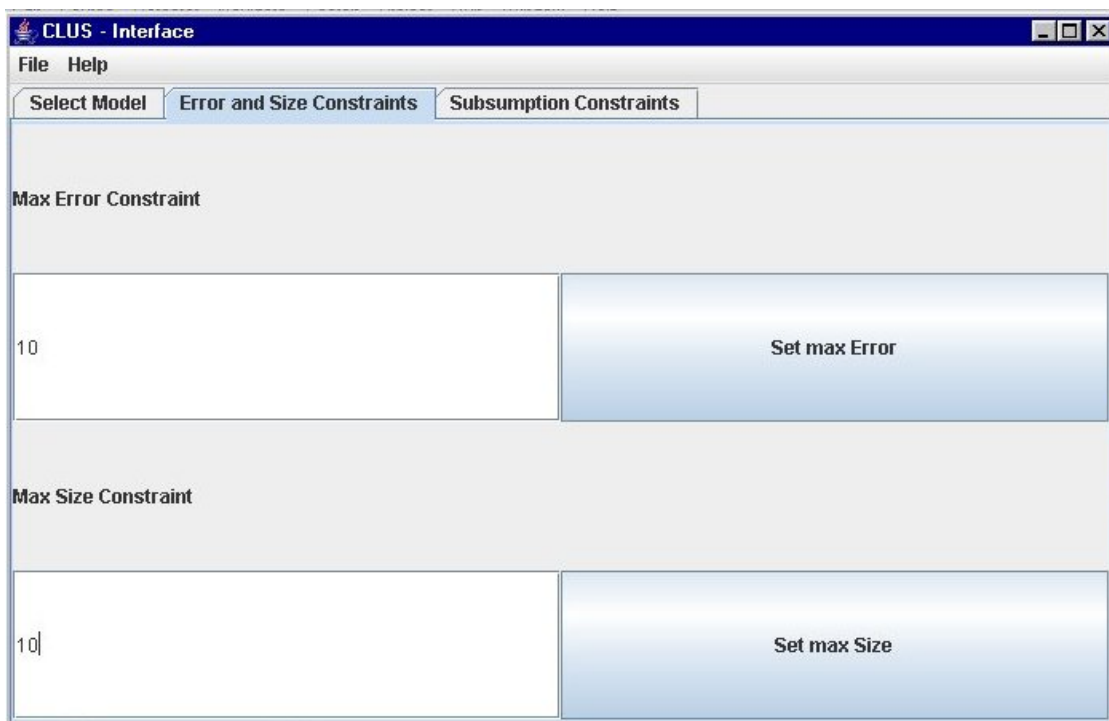 CLUS - Interface
File Help
Select Model Error and Size Constraints Subsumption Constraints
Max Error Constraint
10 Set max Error
Max Size Constraint
10 Set max Size